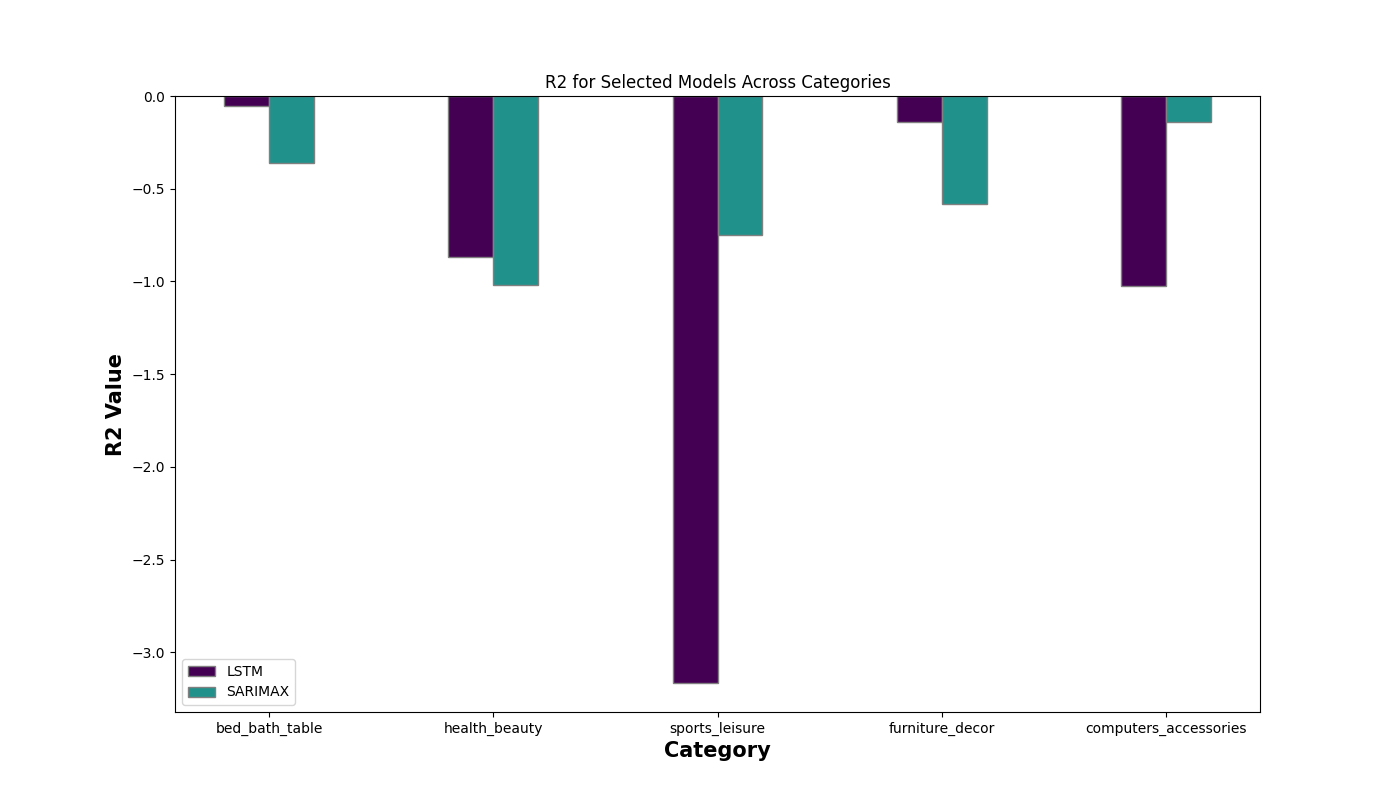 R2 for Selected Models Across Categories
0.0
−0.5
−1.0
−1.5
−2.0
−2.5
−3.0
R2 Value
LSTM
SARIMAX
bed_bath_table health_beauty sports_leisure furniture_decor computers_accessories
Category